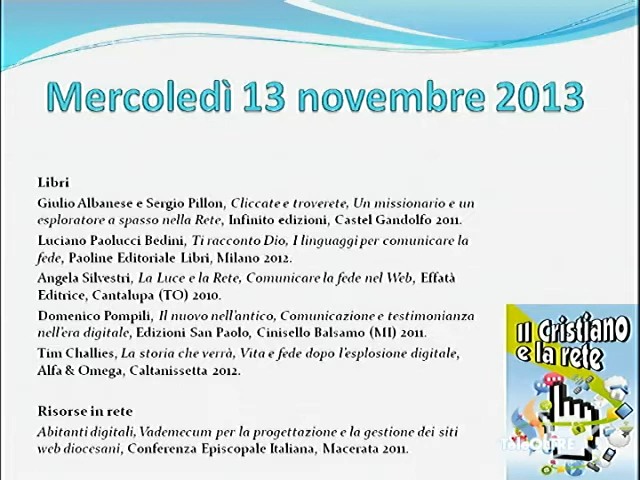 Mercoledì 13 novembre 2013
Libri
Giulio Albanese e Sergio Pillon, Cliccate e troverete, Un missionario e un
esploratore a spasso nella Rete, Infinito edizioni, Castel Gandolfo 2011.
Luciano Paolucci Bedini, Ti racconto Dio, I linguaggi per comunicare la
fede, Paoline Editoriale Libri, Milano 2012.
Angela Silvestri, La Luce e la Rete, Comunicare la fede nel Web, Effatà
Editrice, Cantalupa (TO) 2010.
Domenico Pompili, Il nuovo nell'antico, Comunicazione e testimonianza
nell'era digitale, Edizioni San Paolo, Cinisello Balsamo (MI) 2011.
Tim Challies, La storia che verrà, Vita e fede dopo l'esplosione digitale,
Alfa & Omega, Caltanissetta 2012.
Risorse in rete
Abitanti digitali, Vademecum per la progettazione e la gestione dei siti
web diocesani, Conferenza Episcopale Italiana, Macerata 2011.
Il Cristiano
e la rete